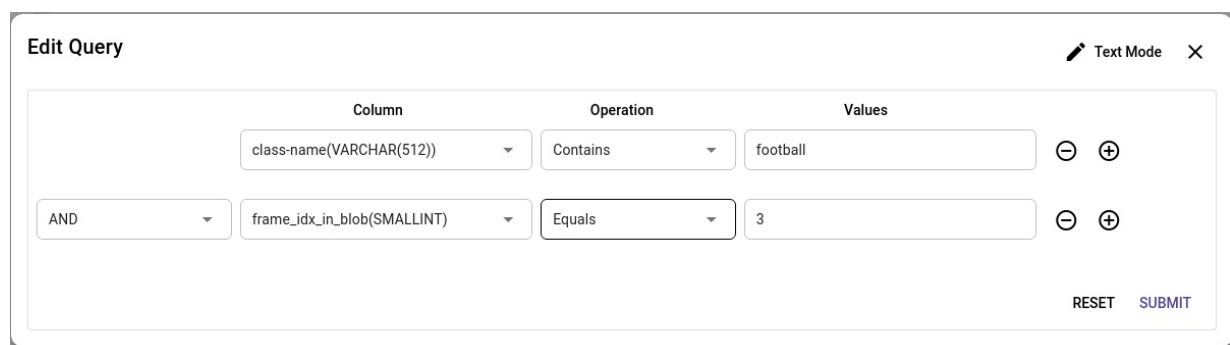 Edit Query
Text Mode
Column Operation Values
class-name(VARCHAR(512)) Contains football
AND frame_idx_in_blob(SMALLINT) Equals 3
RESET SUBMIT